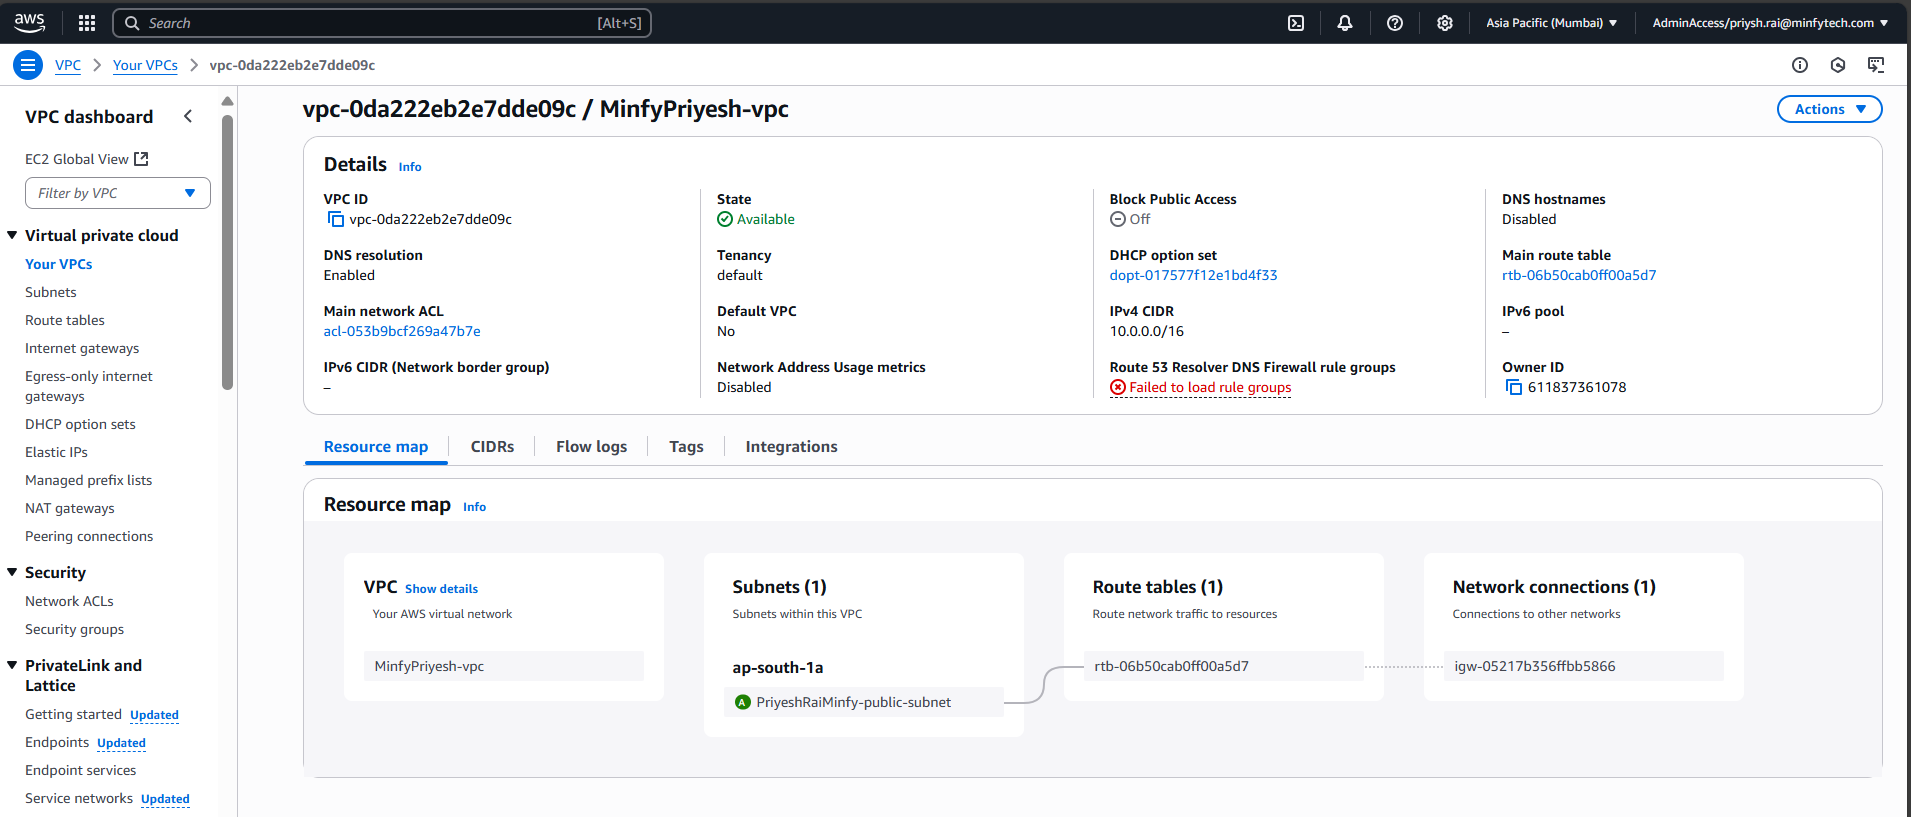 aws
Search
[Alt+S]
Asia Pacific (Mumbai)
AdminAccess/priysh.rai@minfytech.com
VPC
Your VPCs
vpc-0da222eb2e7dde09c
VPC dashboard
EC2 Global View
Filter by VPC
Virtual private cloud
Your VPCs
Subnets
Route tables
Internet gateways
Egress-only internet
gateways
DHCP option sets
Elastic IPs
Managed prefix lists
NAT gateways
Peering connections
Security
Network ACLs
Security groups
PrivateLink and
Lattice
Getting started Updated
Endpoints Updated
Endpoint services
Service networks Updated
vpc-0da222eb2e7dde09c / MinfyPriyesh-vpc
Actions
Details Info
VPC ID
vpc-0da222eb2e7dde09c
State
Available
Block Public Access
Off
DNS hostnames
Disabled
DNS resolution
Enabled
Tenancy
default
DHCP option set
dopt-017577f12e1bd4f33
Main route table
rtb-06b50cab0ff00a5d7
Main network ACL
acl-053b9bcf269a47b7e
Default VPC
No
IPv4 CIDR
10.0.0.0/16
IPv6 pool
–
IPv6 CIDR (Network border group)
–
Network Address Usage metrics
Disabled
Route 53 Resolver DNS Firewall rule groups
Failed to load rule groups
Owner ID
611837361078
Resource map
CIDRs
Flow logs
Tags
Integrations
Resource map Info
VPC Show details
Your AWS virtual network
MinfyPriyesh-vpc
Subnets (1)
Subnets within this VPC
ap-south-1a
A PriyeshRaiMinfy-public-subnet
Route tables (1)
Route network traffic to resources
rtb-06b50cab0ff00a5d7
Network connections (1)
Connections to other networks
igw-05217b356ffbb5866